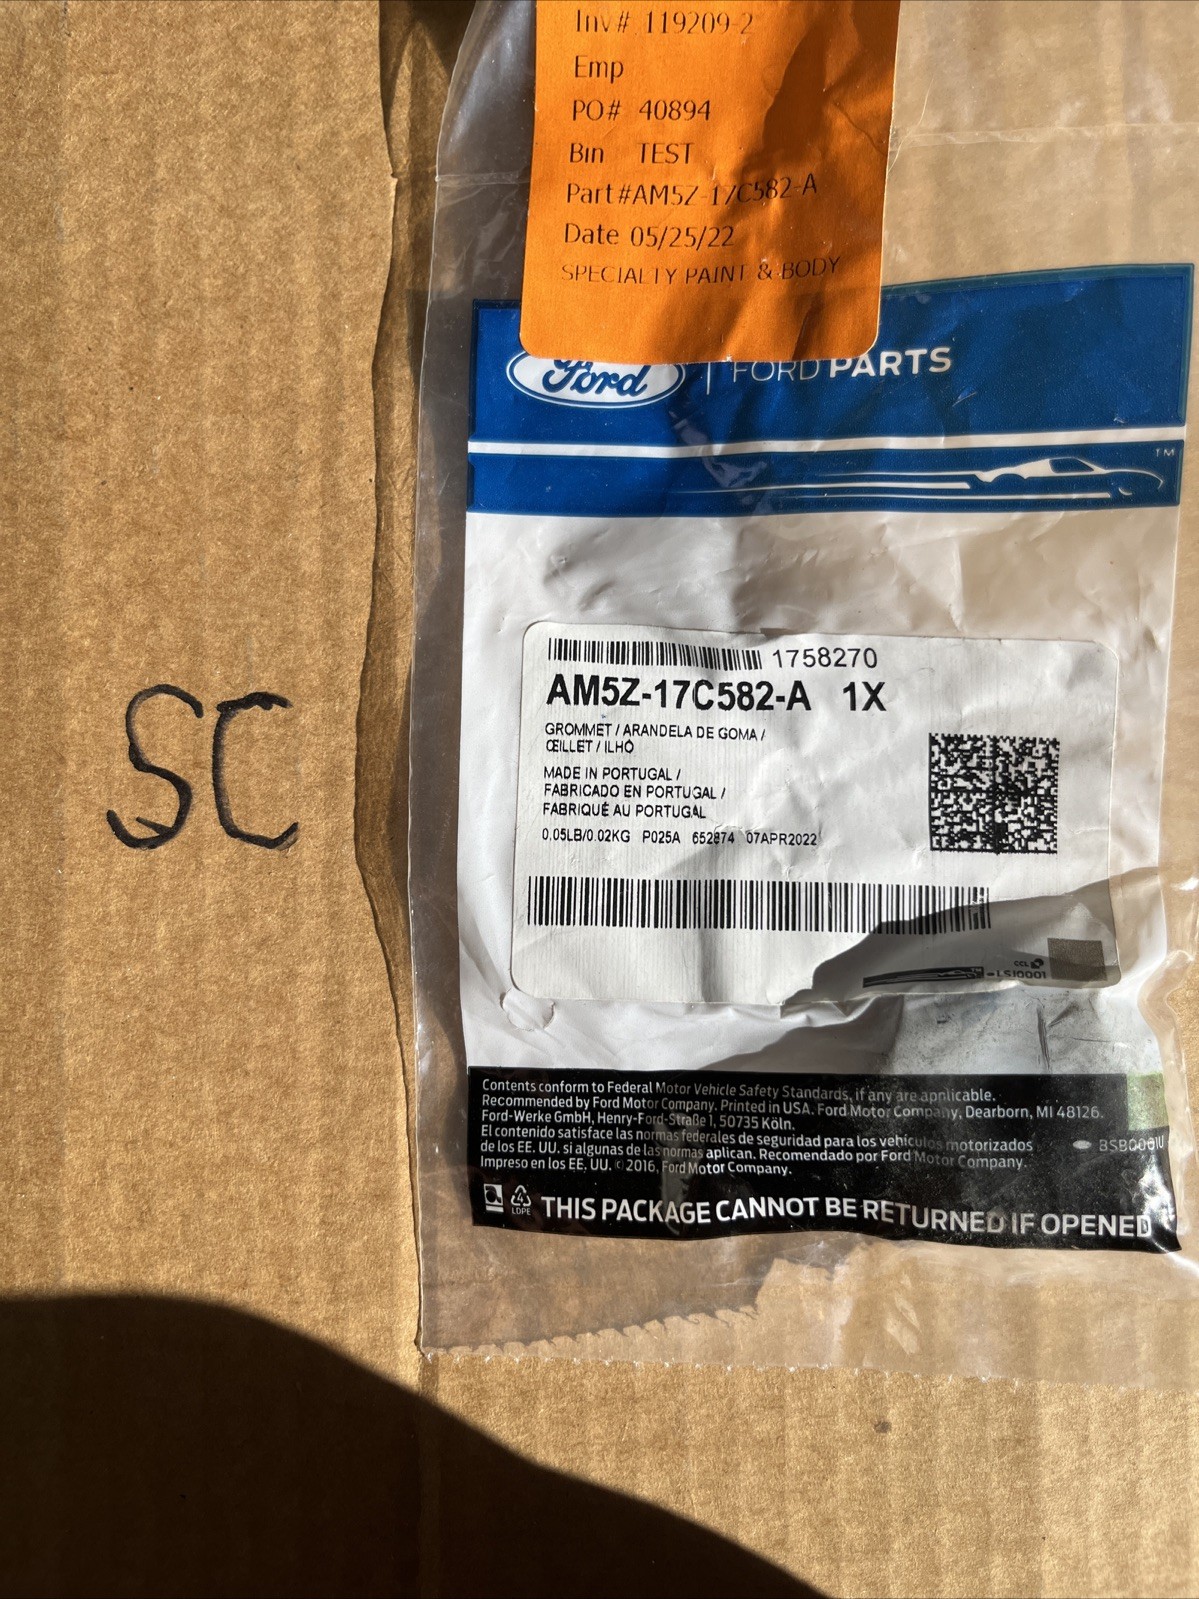 Inv# 119209-2
Emp
PO# 40894
Bin TEST
Part#AM5Z-17C582-A
Date 05/25/22
SPECIALTY PAINT & BODY
Ford | FORD PARTS
TM
SC
1758270
AM5Z-17C582-A 1X
GROMMET / ARANDELA DE GOMA /
ŒILLET / ILHÓ
MADE IN PORTUGAL /
FABRICADO EN PORTUGAL /
FABRIQUÉ AU PORTUGAL
0.05LB/0.02KG P025A 652874 07APR2022
CCL
LS10001
Contents conform to Federal Motor Vehicle Safety Standards, if any are applicable.
Recommended by Ford Motor Company. Printed in USA. Ford Motor Company, Dearborn, MI 48126.
Ford-Werke GmbH, Henry-Ford-Straße 1, 50735 Köln.
El contenido satisface las normas federales de seguridad para los vehículos motorizados
de los EE. UU. si algunas de las normas aplican. Recomendado por Ford Motor Company.
Impreso en los EE. UU. © 2016, Ford Motor Company.
4
LDPE
THIS PACKAGE CANNOT BE RETURNED IF OPENED